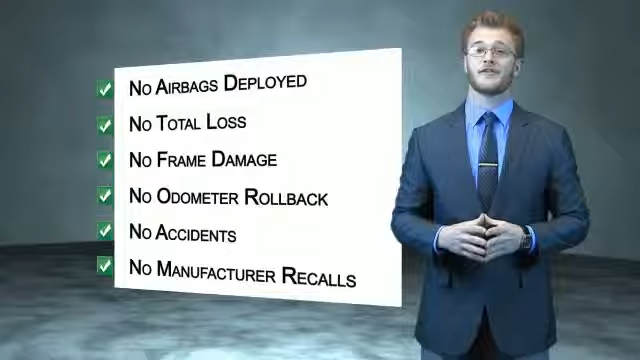 No Airbags Deployed
No Total Loss
No Frame Damage
No Odometer Rollback
No Accidents
No Manufacturer Recalls